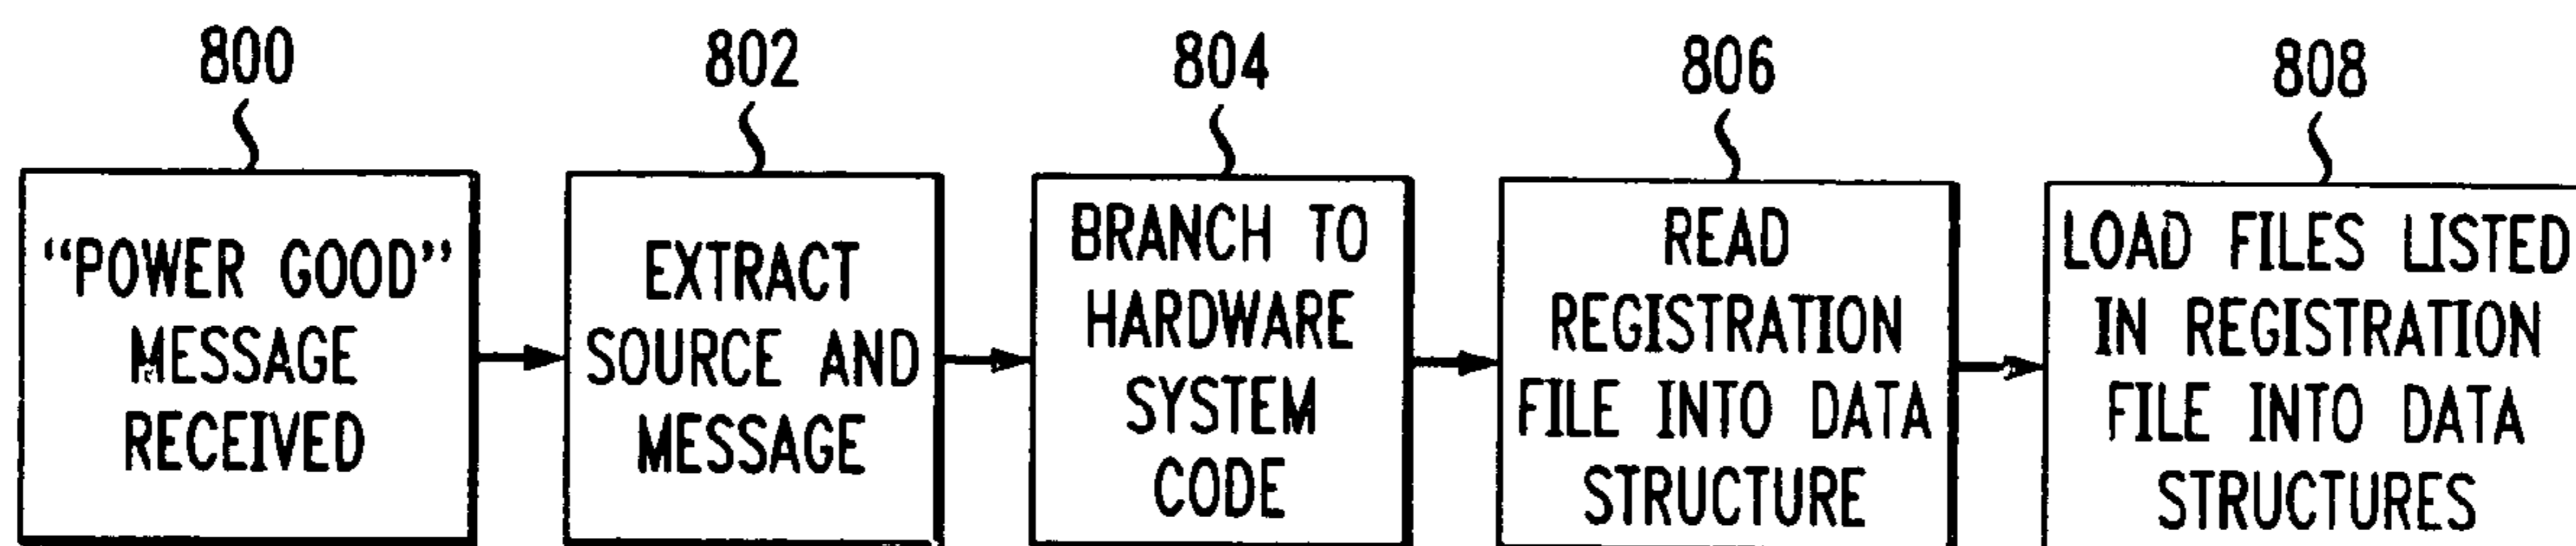 800
802
804
806
808
“POWER GOOD”
MESSAGE
RECEIVED
EXTRACT
SOURCE AND
MESSAGE
BRANCH TO
HARDWARE
SYSTEM
CODE
READ
REGISTRATION
FILE INTO DATA
STRUCTURE
LOAD FILES LISTED
IN REGISTRATION
FILE INTO DATA
STRUCTURES